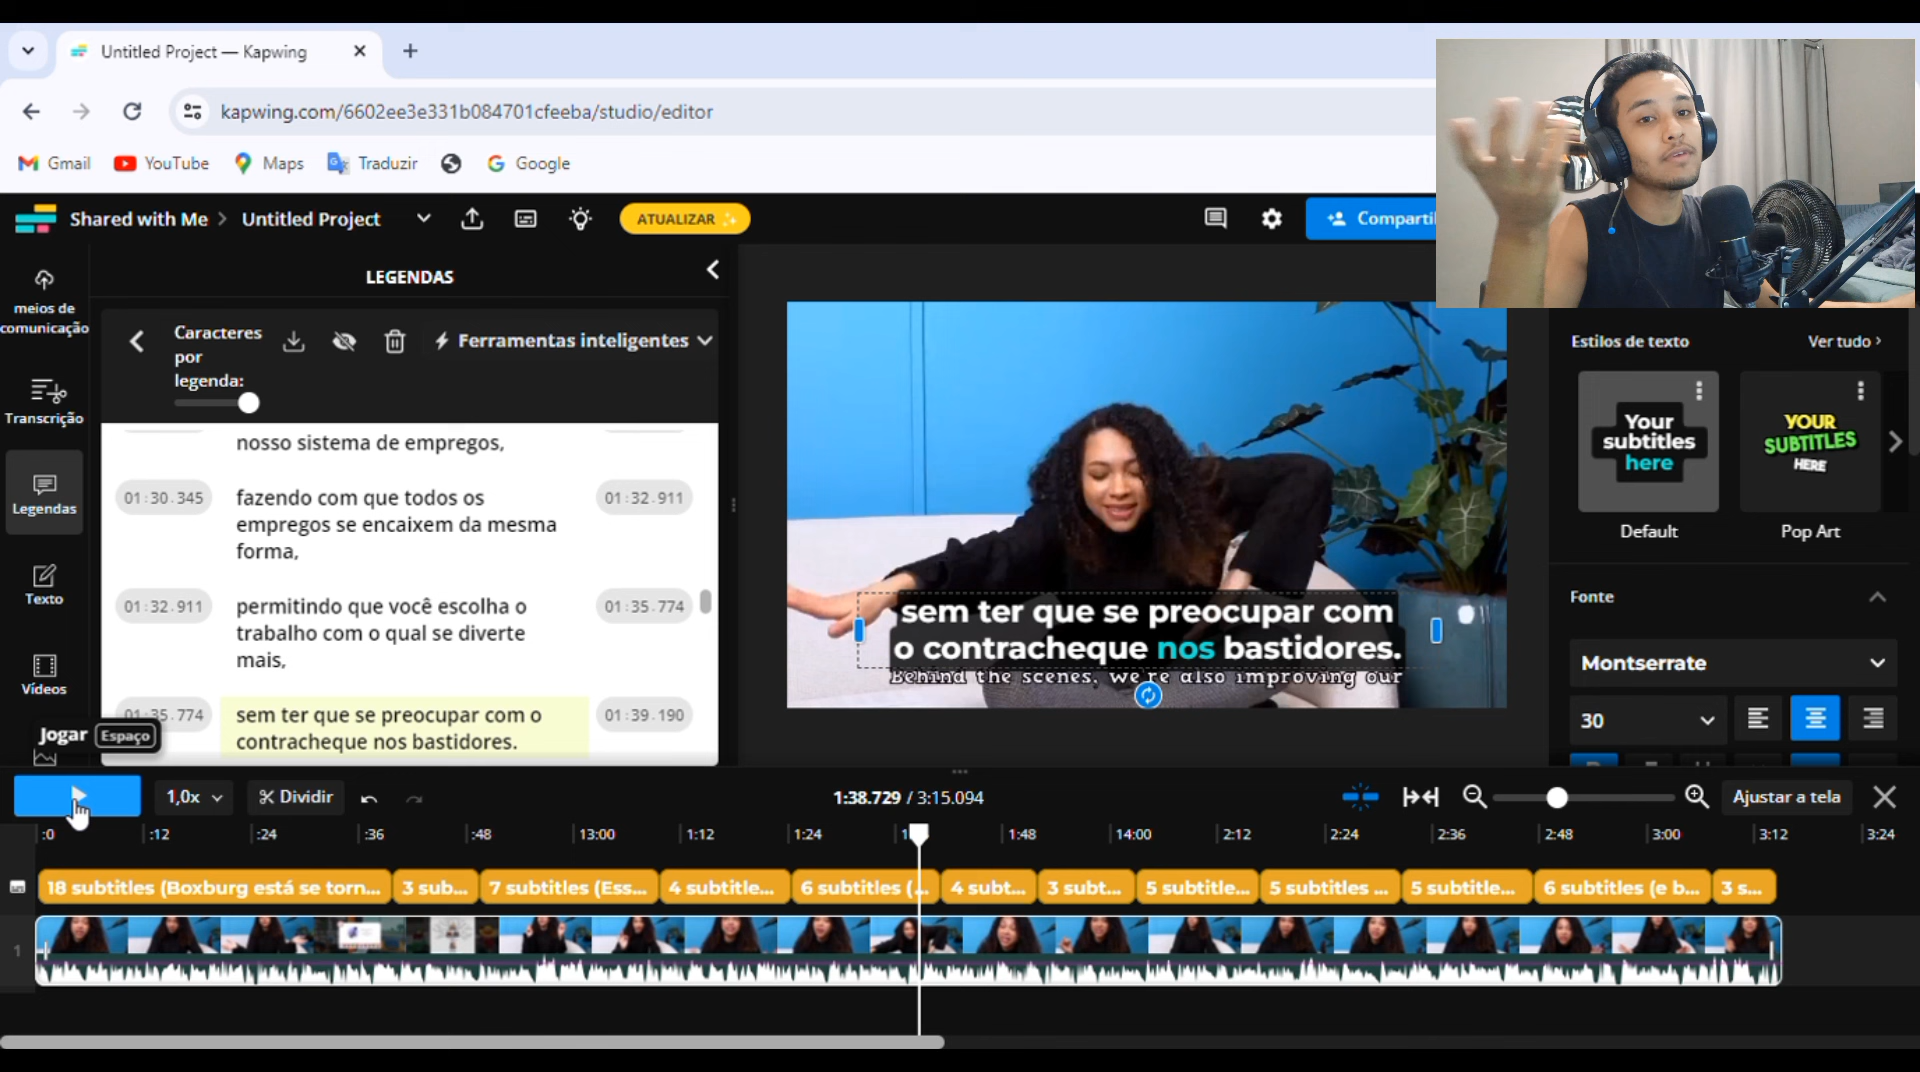 Untitled Project — Kapwing
kapwing.com/6602ee3e331b084701cfeeba/studio/editor
Gmail
YouTube
Maps
Traduzir
Google
Shared with Me > Untitled Project
ATUALIZAR
Compartil
meios de
comunicação
Transcrição
Legendas
Texto
Vídeos
LEGENDAS
Caracteres
por
legenda:
Ferramentas inteligentes
nosso sistema de empregos,
01:30.345
fazendo com que todos os
empregos se encaixem da mesma
forma,
01:32.911
01:32.911
permitindo que você escolha o
trabalho com o qual se diverte
mais,
01:35.774
01:35.774
sem ter que se preocupar com o
contracheque nos bastidores.
01:39.190
Jogar Espaço
sem ter que se preocupar com
o contracheque nos bastidores.
Behind the scenes, we're also improving our
Estilos de texto
Ver tudo ›
Your
subtitles
here
Default
YOUR
SUBTITLES
HERE
Pop Art
Fonte
Montserrate
30
1,0x
Dividir
1:38.729 / 3:15.094
Ajustar a tela
:0 :12 :24 :36 :48 13:00 1:12 1:24 1:48 14:00 2:12 2:24 2:36 2:48 3:00 3:12 3:24
18 subtitles (Boxburg está se torn... 3 sub... 7 subtitles (Ess... 4 subtitle... 6 subtitles (... 4 subt... 3 subt... 5 subtitle... 5 subtitles ... 5 subtitle... 6 subtitles (e b... 3 s...
1